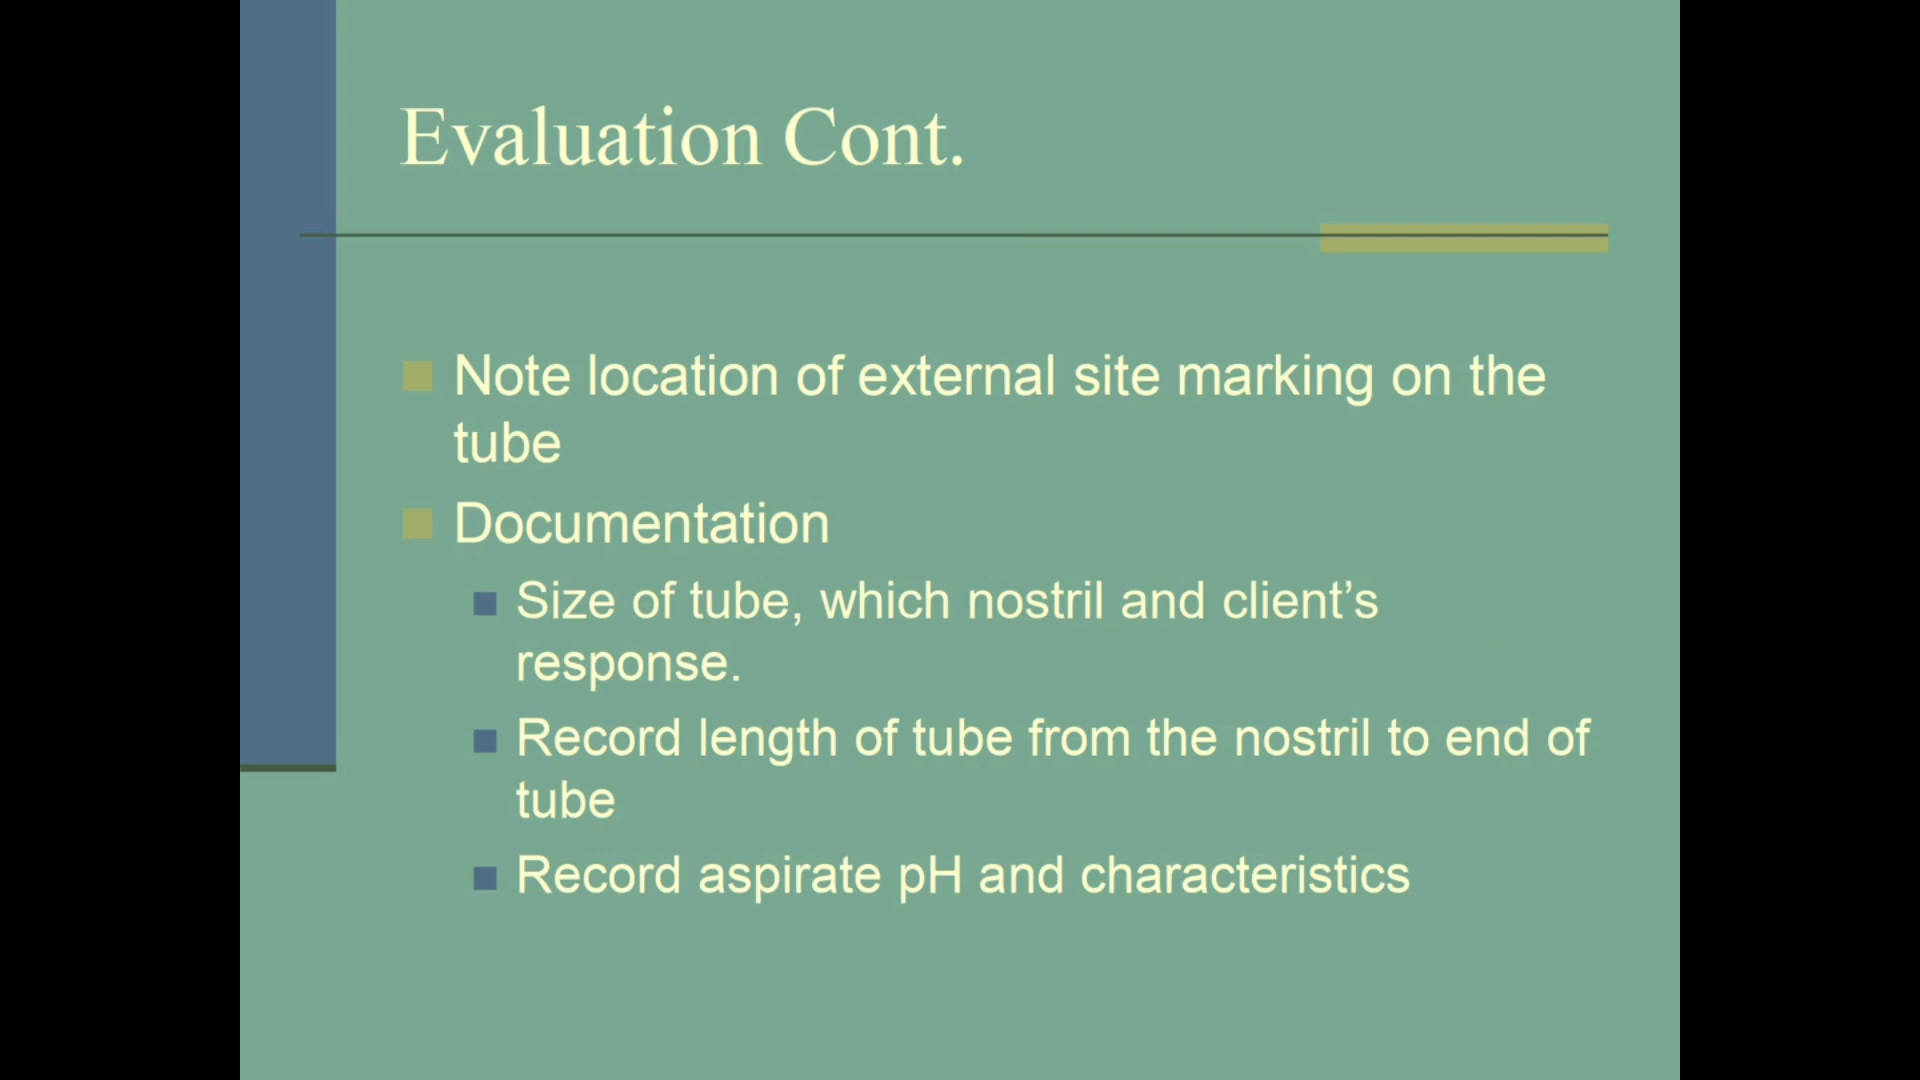 Evaluation Cont.
Note location of external site marking on the
tube
Documentation
Size of tube, which nostril and client’s
response.
Record length of tube from the nostril to end of
tube
Record aspirate pH and characteristics